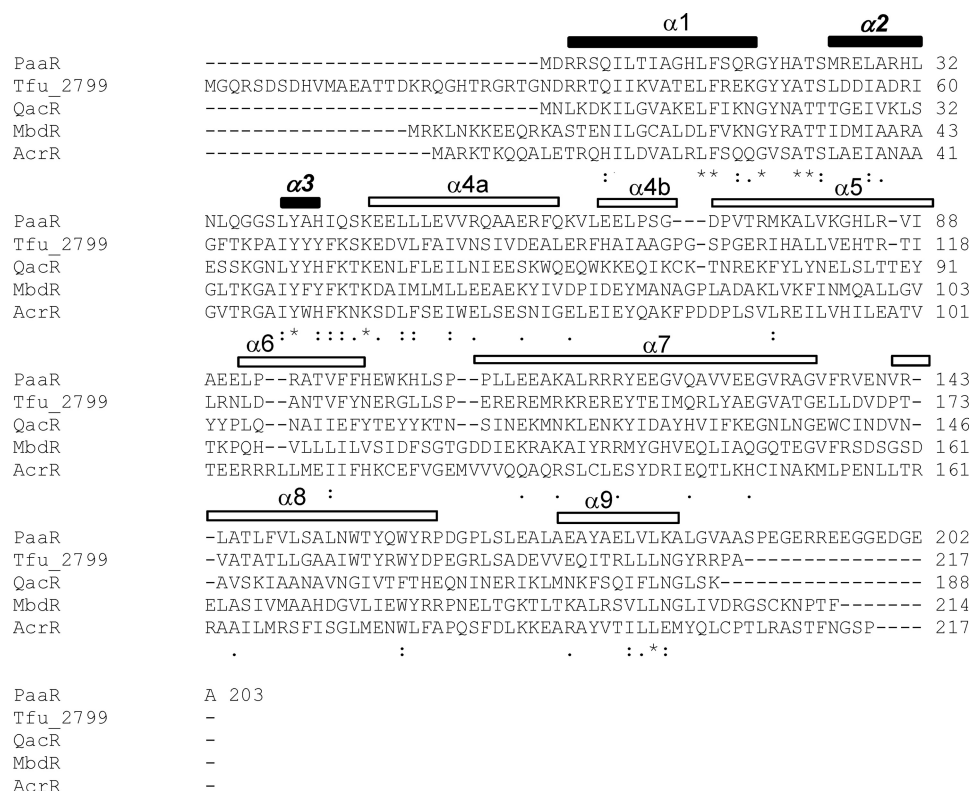 α1 α2
PaaR ----------------------------MDRRSQILTIAGHLFSQRGYHATSMRELARHL 32
Tfu_2799 MGQRSDSDHVMAEATTDKRQGHTRGRTGNDRRTQIIKVATELFREKGYYATSLDDIADRI 60
QacR ----------------------------MNLKDKILGVAKELFIKNGYNATTTGEIVKLS 32
MbdR -----------------MRKLNKKEEQRKASTENILGCALDLFVKNGYRATTIDMIAARA 43
AcrR -------------------MARKTKQQALETRQHILDVALRLFSQQGVSATSLAEIANAA 41
: . ** :.* ** :.
α3 α4a α4b α5
PaaR NLQGGSLYAHIQSKEELLLEVVRQAAERFQKVLEELPSG---DPVTRMKALVKGHLR-VI 88
Tfu_2799 GFTKPAIYYYFKSKEDVLFAIVNSIVDEALERFHAIAAGPG-SPGERIHALLVEHTR-TI 118
QacR ESSKGNLYYHFKTKENLFLEILNIEESKWQEQWKKEQIKCK-TNREKFYLYNELSLTTEY 91
MbdR GLTKGAIYFYFKSKDAIMLMLLEEAEKYIVDPIDEYMANAGPLADAKLVKFINMQALLGV 103
AcrR GVTRGAIYWHFKNKSDLFSEIWELSESNIGELEIEYQAKFPDDPLSVLREILVHILEATV 101
:* :::.* :: : . . :
α6 α7
PaaR AEELP--RATVFFHEWKHLSP--PLLEEAKALRRRYEEGVQAVVEEGVRAGVFRVENVR- 143
Tfu_2799 LRNLD--ANTVFYNERGLLSP--EREREMRKREREYTEIMQRLYAEGVATGELLDVDPT- 173
QacR YYPLQ--NAIIEFYTEYYKTN--SINEKMNKLENKYIDAYHVIFKEGNLNGEWCINDVN- 146
MbdR TKPQH--VLLLILVSIDFSGTGDDIEKRAKAIYRRMYGHVEQLIAQGQTEGVFRSDSGSD 161
AcrR TEERRRLLMEIIFHKCEFVGEMVVVQQAQRSLCLESYDRIEQTLKHCINAKMLPENLLTR 161
: . . . . .
α8 α9
PaaR -LATLFVLSALNWTYQWYRPDGPLSLEALAEAYAELVLKALGVAASPEGERREEGGEDGE 202
Tfu_2799 -VATATLLGAAIWTYRWYDPEGRLSADEVVEQITRLLLNGYRRPA--------------- 217
QacR -AVSKIAANAVNGIVTFTHEQNINERIKLMNKFSQIFLNGLSK----------------- 188
MbdR ELASIVMAAHDGVLIEWYRRPNELTGKTLTKALRSVLLNGLIVDRGSCKNPTF------- 214
AcrR RAAILMRSFISGLMENWLFAPQSFDLKKEARAYVTILLEMYQLCPTLRASTFNGSP---- 217
. : . :.*:
PaaR A 203
Tfu_2799 -
QacR -
MbdR -
AcrR -